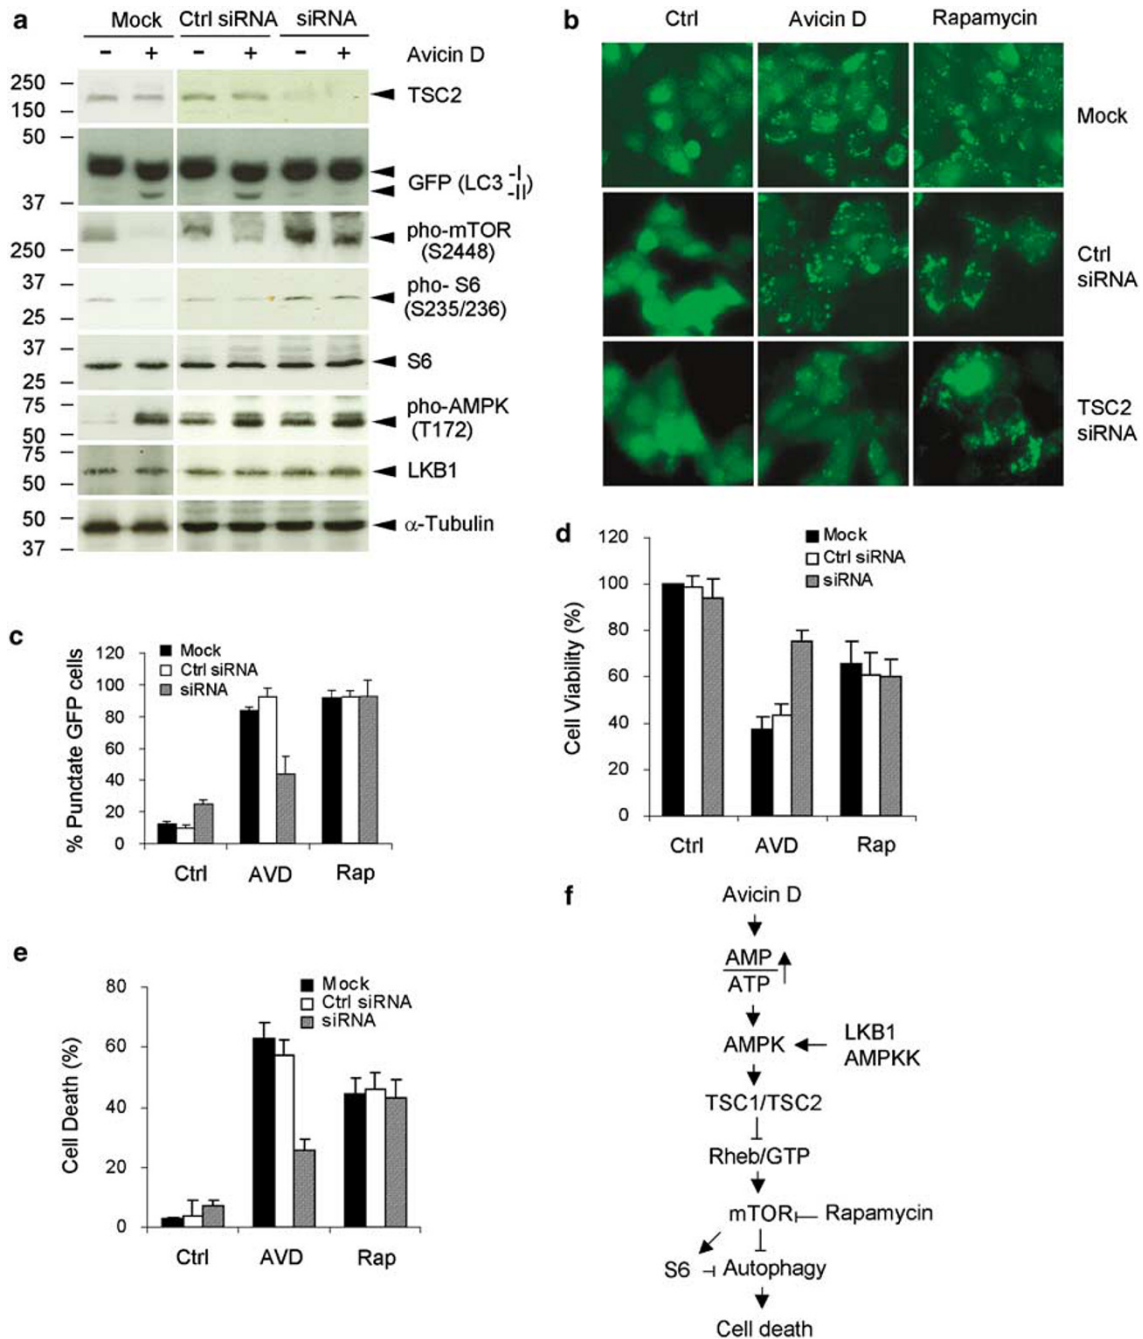 a
Mock Ctrl siRNA siRNA
- + - + - + Avicin D
250
150
TSC2
50
37
GFP (LC3 -I
-II)
250
pho-mTOR
(S2448)
37
25
pho- S6
(S235/236)
37
25
S6
75
50
pho-AMPK
(T172)
75
50
LKB1
50
37
α-Tubulin
b
Ctrl Avicin D Rapamycin
Mock
Ctrl
siRNA
TSC2
siRNA
c
% Punctate GFP cells
120
100
80
60
40
20
0
Mock
Ctrl siRNA
siRNA
Ctrl AVD Rap
d
Cell Viability (%)
120
100
80
60
40
20
0
Mock
Ctrl siRNA
siRNA
Ctrl AVD Rap
e
Cell Death (%)
80
60
40
20
0
Mock
Ctrl siRNA
siRNA
Ctrl AVD Rap
f
Avicin D
AMP
ATP
AMPK
LKB1
AMPKK
TSC1/TSC2
Rheb/GTP
mTOR Rapamycin
S6 Autophagy
Cell death